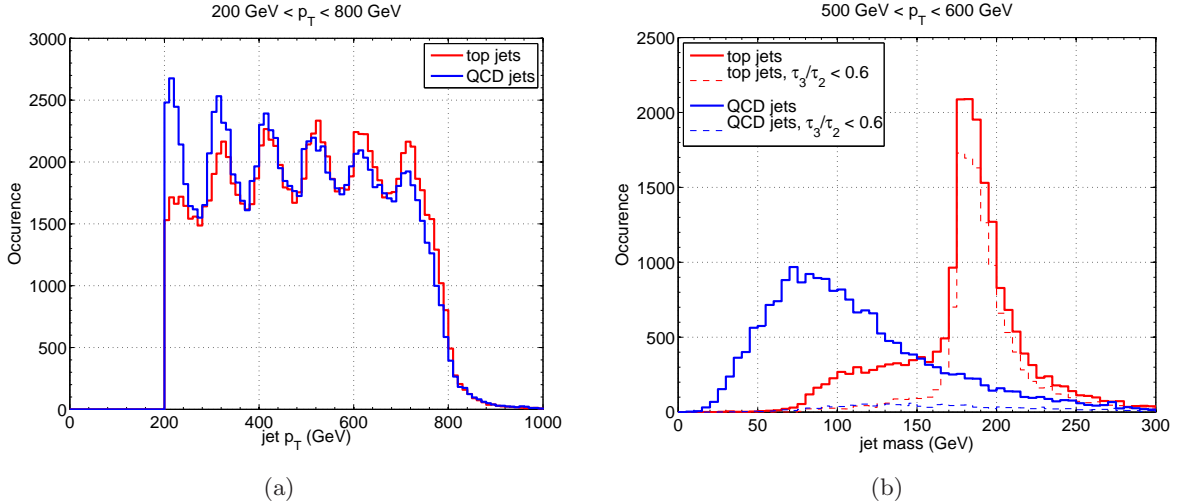 200 GeV < p_T < 800 GeV
3000
2500
2000
1500
1000
500
0
Occurrence
top jets
QCD jets
0 200 400 600 800 1000
jet p_T (GeV)
(a)
500 GeV < p_T < 600 GeV
2500
2000
1500
1000
500
0
Occurrence
top jets
top jets, τ_3/τ_2 < 0.6
QCD jets
QCD jets, τ_3/τ_2 < 0.6
0 50 100 150 200 250 300
jet mass (GeV)
(b)